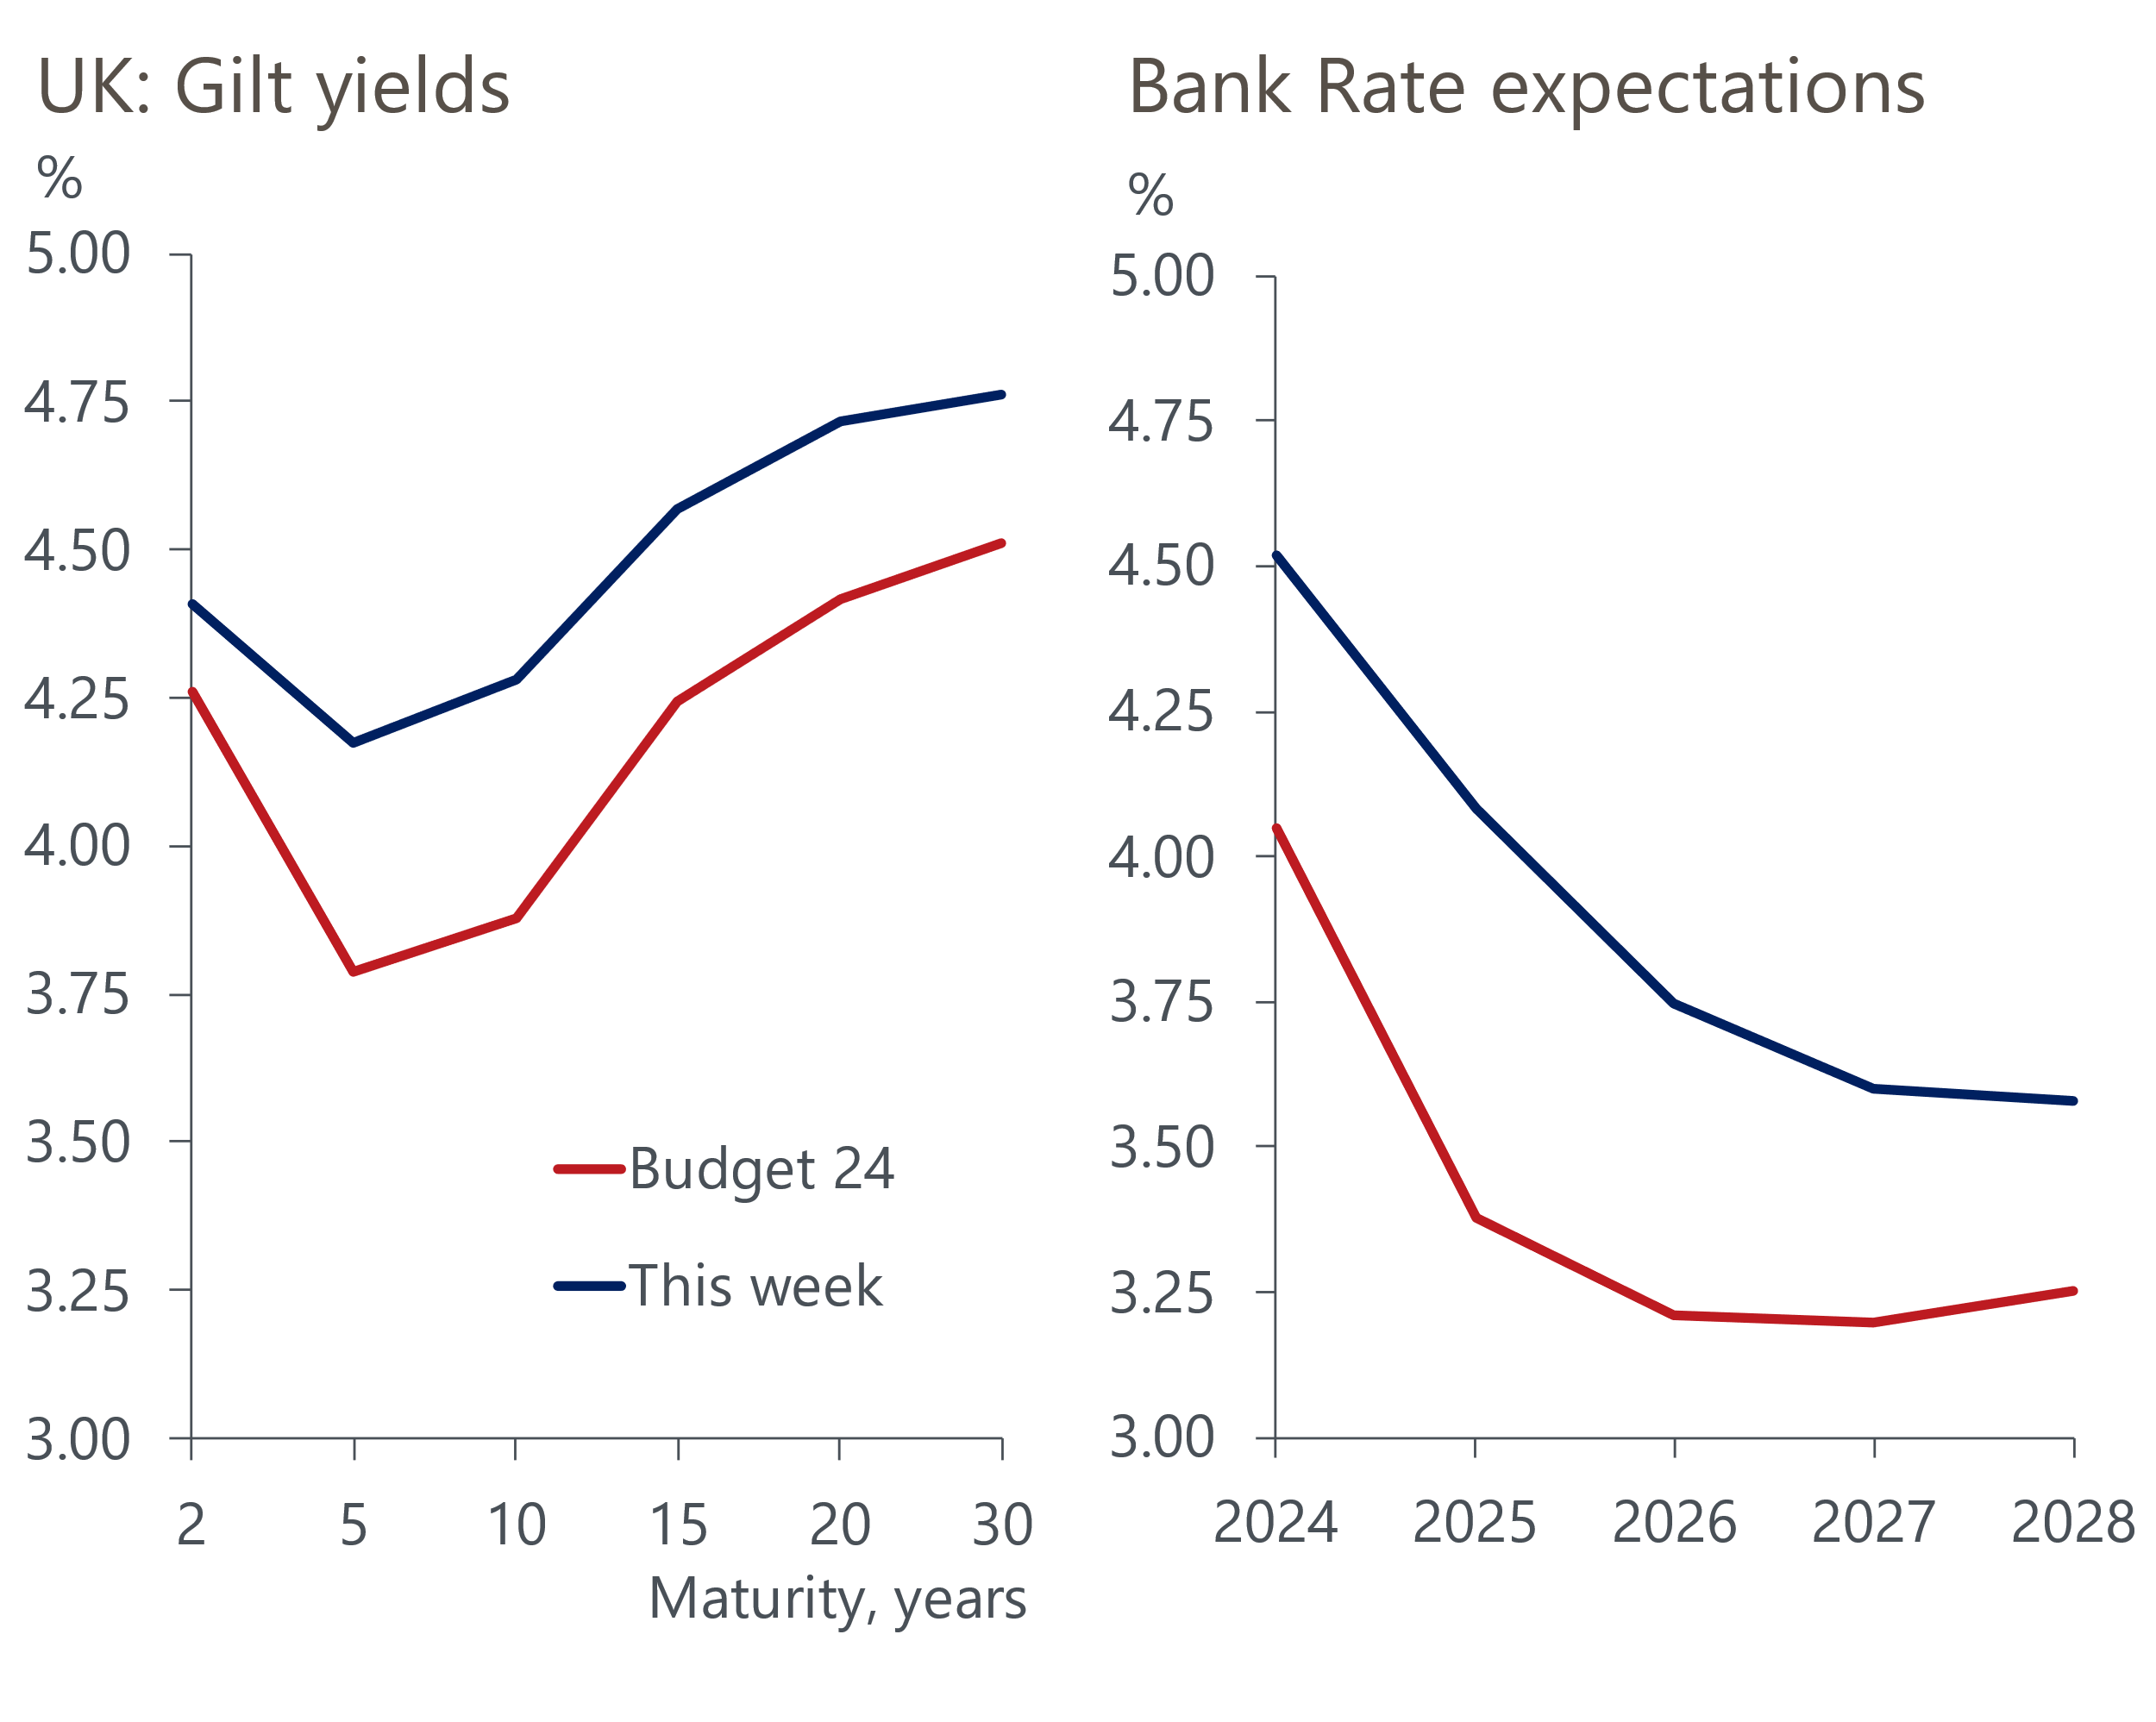 UK: Gilt yields
%
5.00
4.75
4.50
4.25
4.00
3.75
3.50
3.25
3.00
Budget 24
This week
2 5 10 15 20 30
Maturity, years
Bank Rate expectations
%
5.00
4.75
4.50
4.25
4.00
3.75
3.50
3.25
3.00
2024 2025 2026 2027 2028